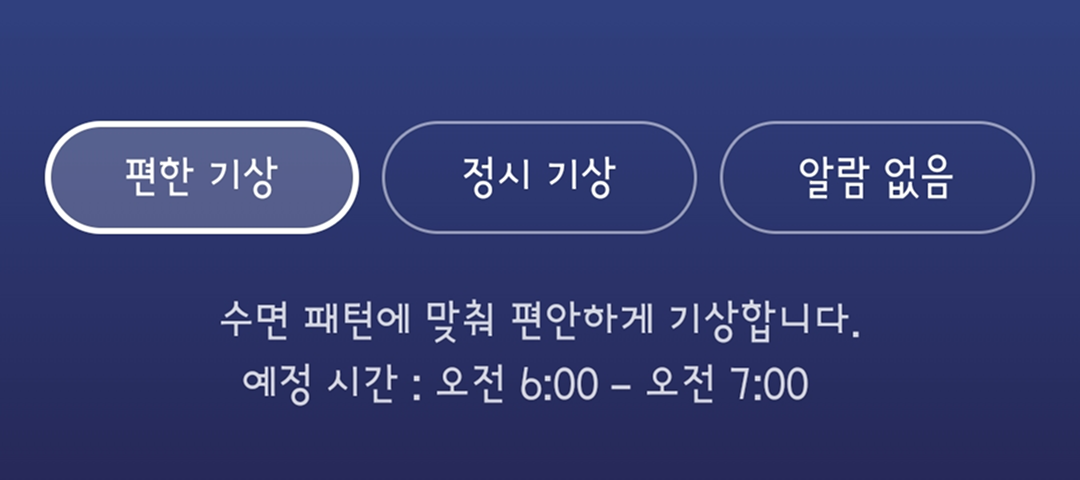 편한 기상 정시 기상 알람 없음
수면 패턴에 맞춰 편안하게 기상합니다.
예정 시간 : 오전 6:00 – 오전 7:00